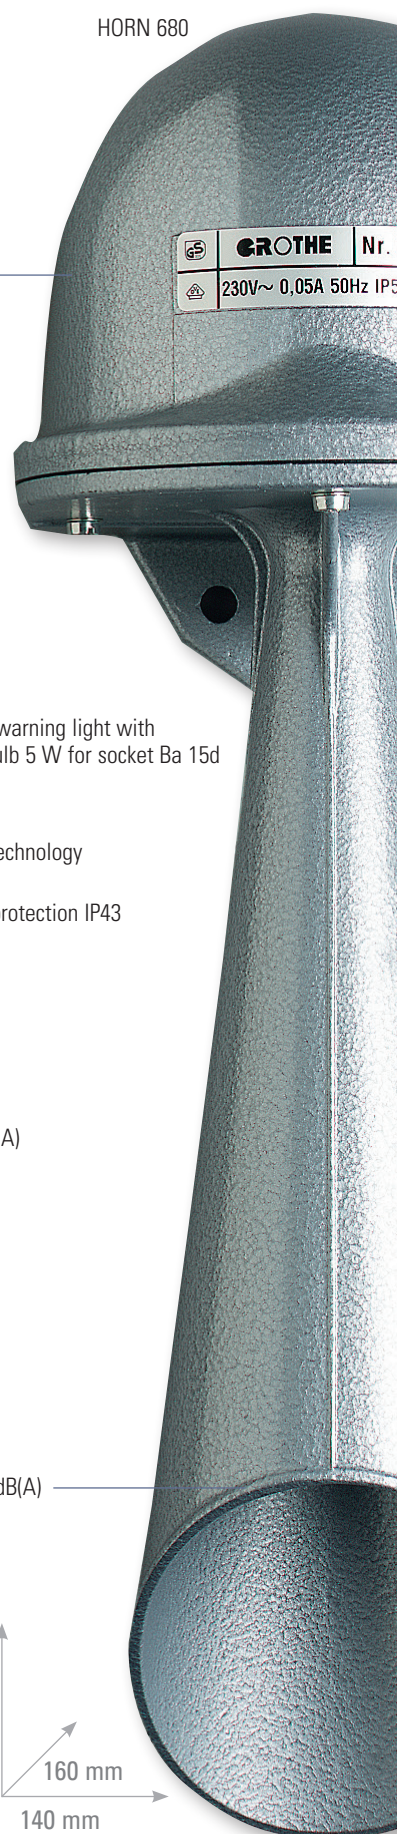 HORN 680
GS GROTHE Nr.
230V~ 0,05A 50Hz IP5
warning light with
ulb 5 W for socket Ba 15d
echnology
rotection IP43
A)
dB(A)
160 mm
140 mm